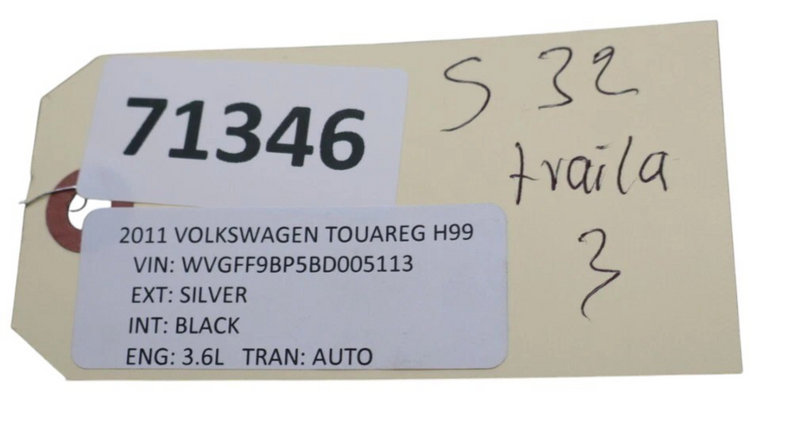 71346
2011 VOLKSWAGEN TOUAREG H99
VIN: WVGFF9BP5BD005113
EXT: SILVER
INT: BLACK
ENG: 3.6L TRAN: AUTO
S 32
traila
3